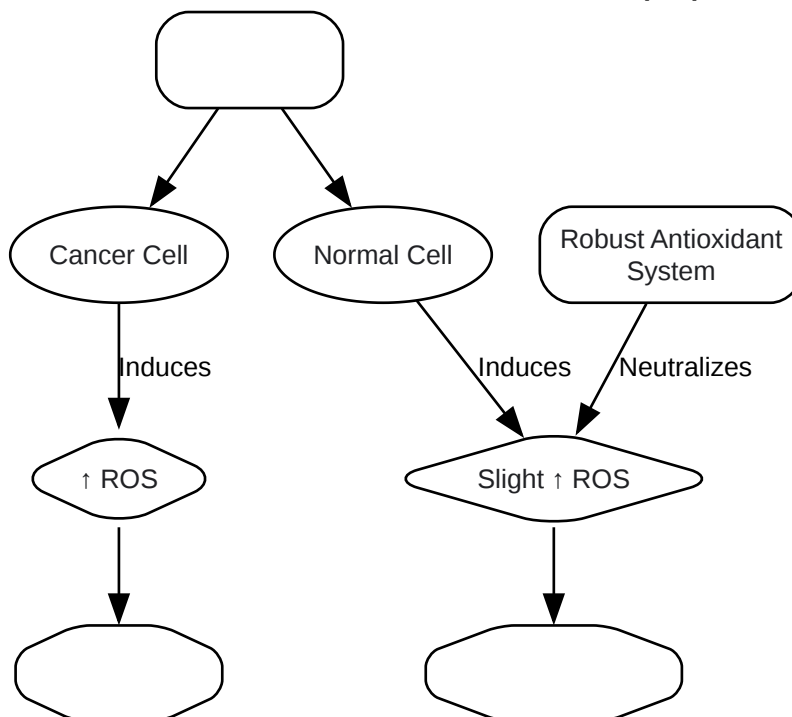 Cancer Cell
Normal Cell
Robust Antioxidant
System
Induces
Induces
Neutralizes
↑ ROS
Slight ↑ ROS